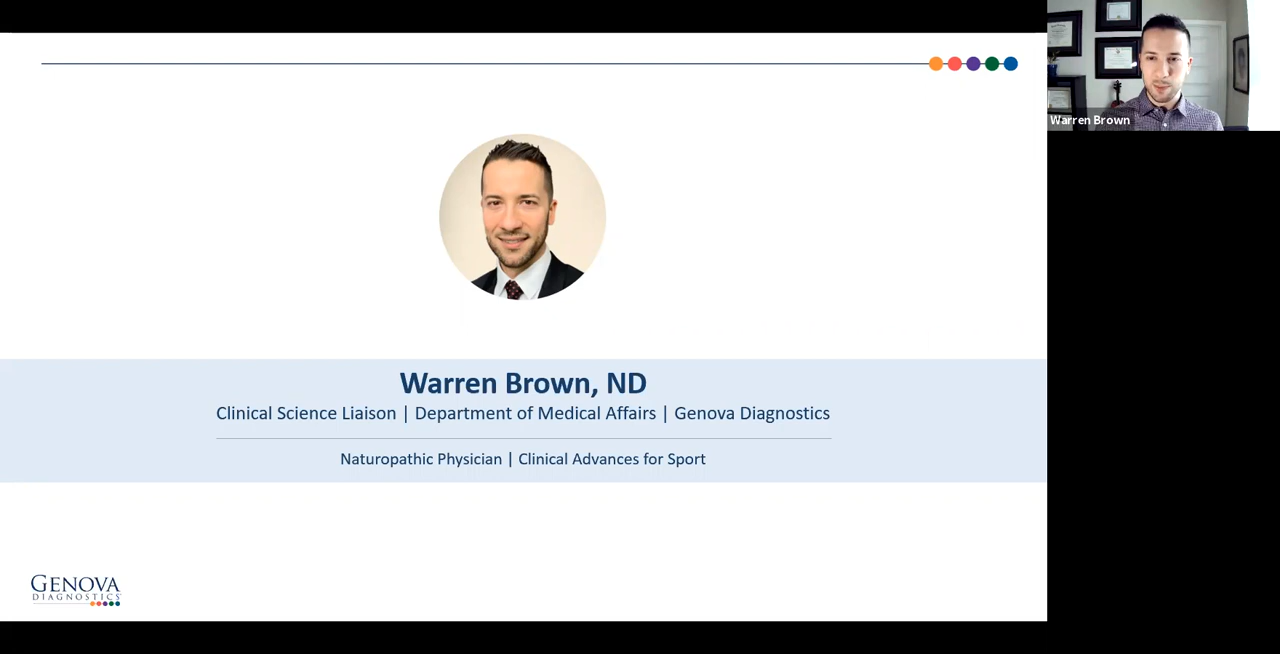 Warren Brown
Warren Brown, ND
Clinical Science Liaison | Department of Medical Affairs | Genova Diagnostics
Naturopathic Physician | Clinical Advances for Sport
GENOVA
DIAGNOSTICS